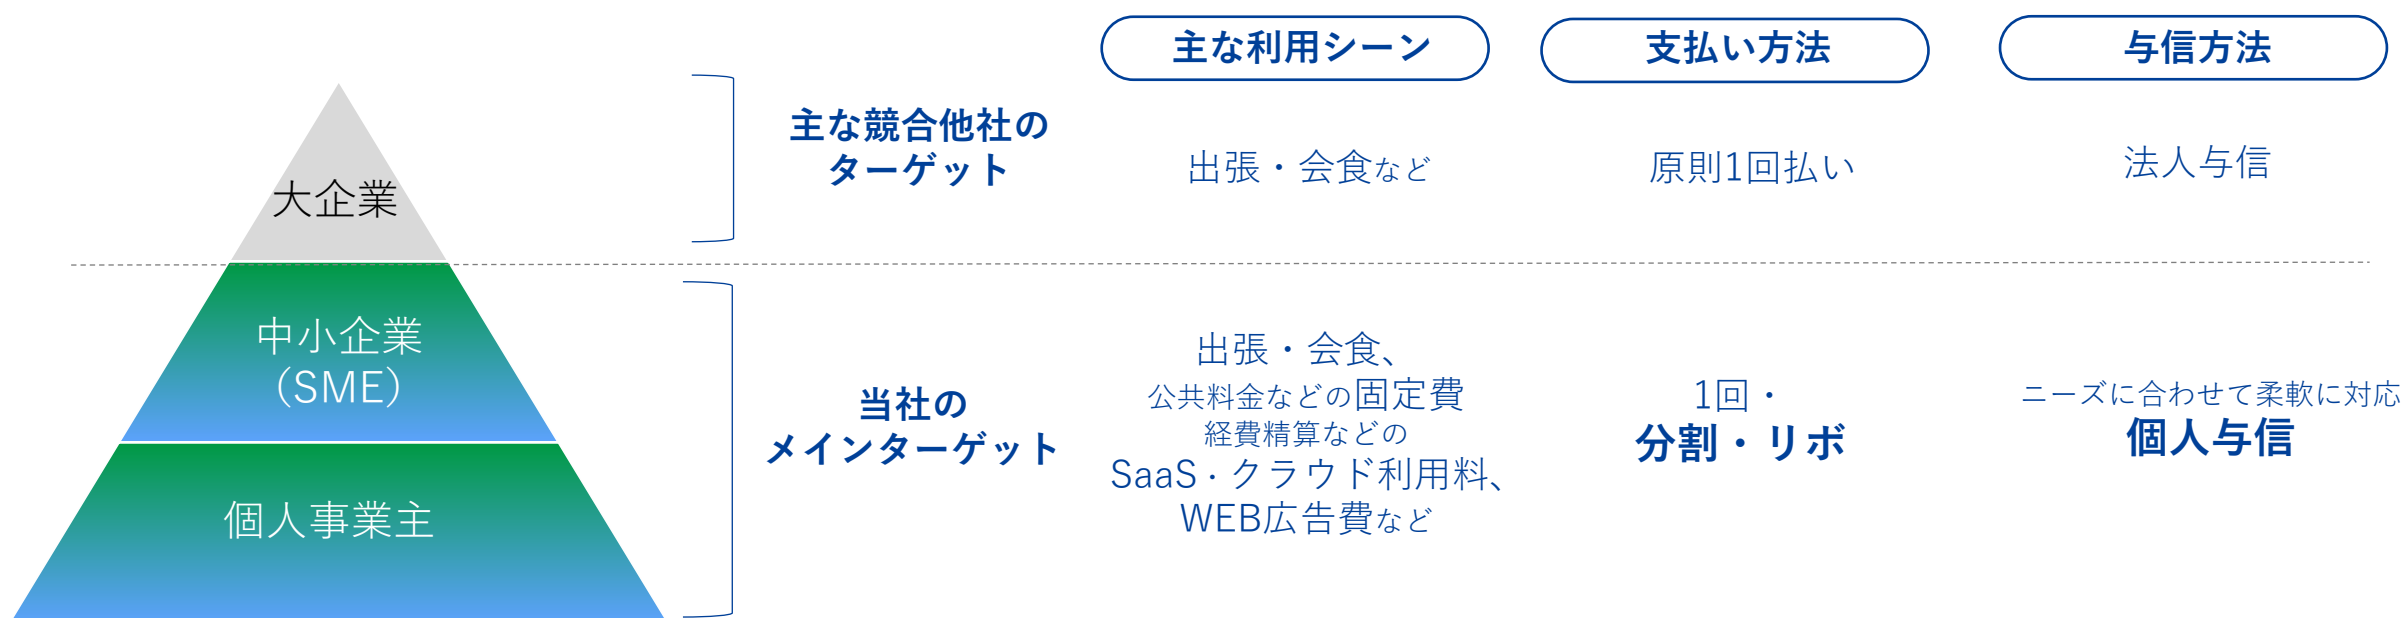 主な利用シーン
支払い方法
与信方法
大企業
主な競合他社の
ターゲット
出張・会食など
原則1回払い
法人与信
中小企業
（SME）
個人事業主
当社の
メインターゲット
出張・会食、
公共料金などの固定費
経費精算などの
SaaS・クラウド利用料、
WEB広告費など
1回・
分割・リボ
ニーズに合わせて柔軟に対応
個人与信